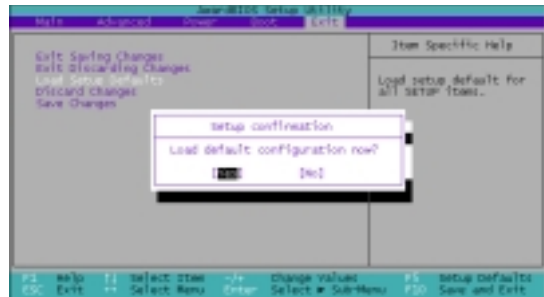 AwardBIOS Setup Utility
Main Advanced Power Boot Exit
Exit Saving Changes
Exit Discarding Changes
Load Setup Defaults
Discard Changes
Save Changes
Item Specific Help
Load setup default for
all SETUP items.
Setup Confirmation
Load default configuration now?
[Yes] [No]
F1 Help ↑↓ Select Item -/+ Change Values F5 Setup Defaults
ESC Exit ↔ Select Menu Enter Select ► Sub-Menu F10 Save and Exit